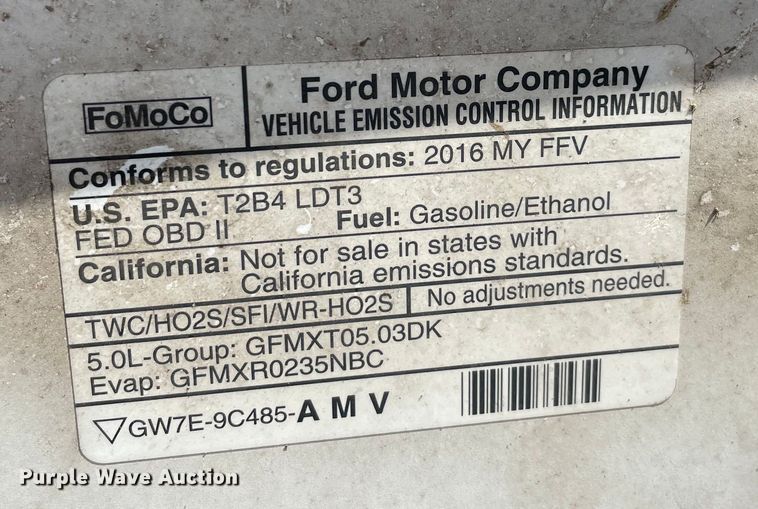 FoMoCo
Ford Motor Company
VEHICLE EMISSION CONTROL INFORMATION
Conforms to regulations: 2016 MY FFV
U.S. EPA: T2B4 LDT3
FED OBD II Fuel: Gasoline/Ethanol
California: Not for sale in states with
California emissions standards.
TWC/HO2S/SFI/WR-HO2S No adjustments needed.
5.0L-Group: GFMXT05.03DK
Evap: GFMXR0235NBC
GW7E-9C485-AMV
Purple Wave Auction